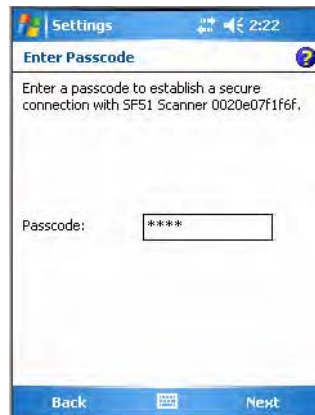 Settings 2:22
Enter Passcode
Enter a passcode to establish a secure
connection with SF51 Scanner 0020e07f1f6f.
Passcode: ****
Back Next